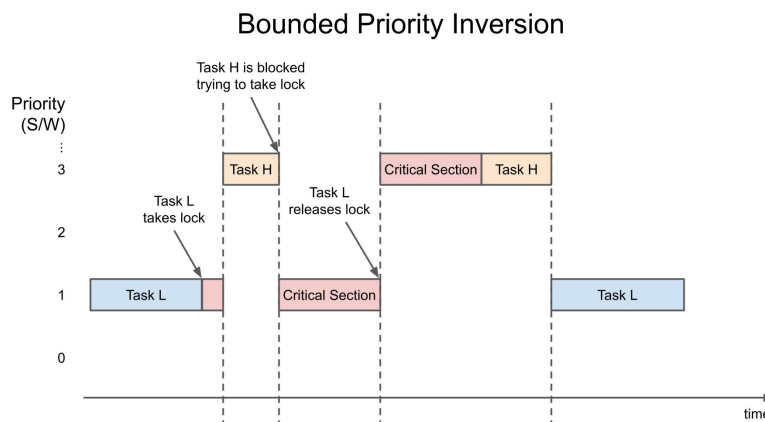 Bounded Priority Inversion
Task H is blocked
trying to take lock
Priority
(S/W)
⋮
3
Task H
Critical Section
Task H
Task L
takes lock
Task L
releases lock
2
1
Task L
Critical Section
Task L
0
time